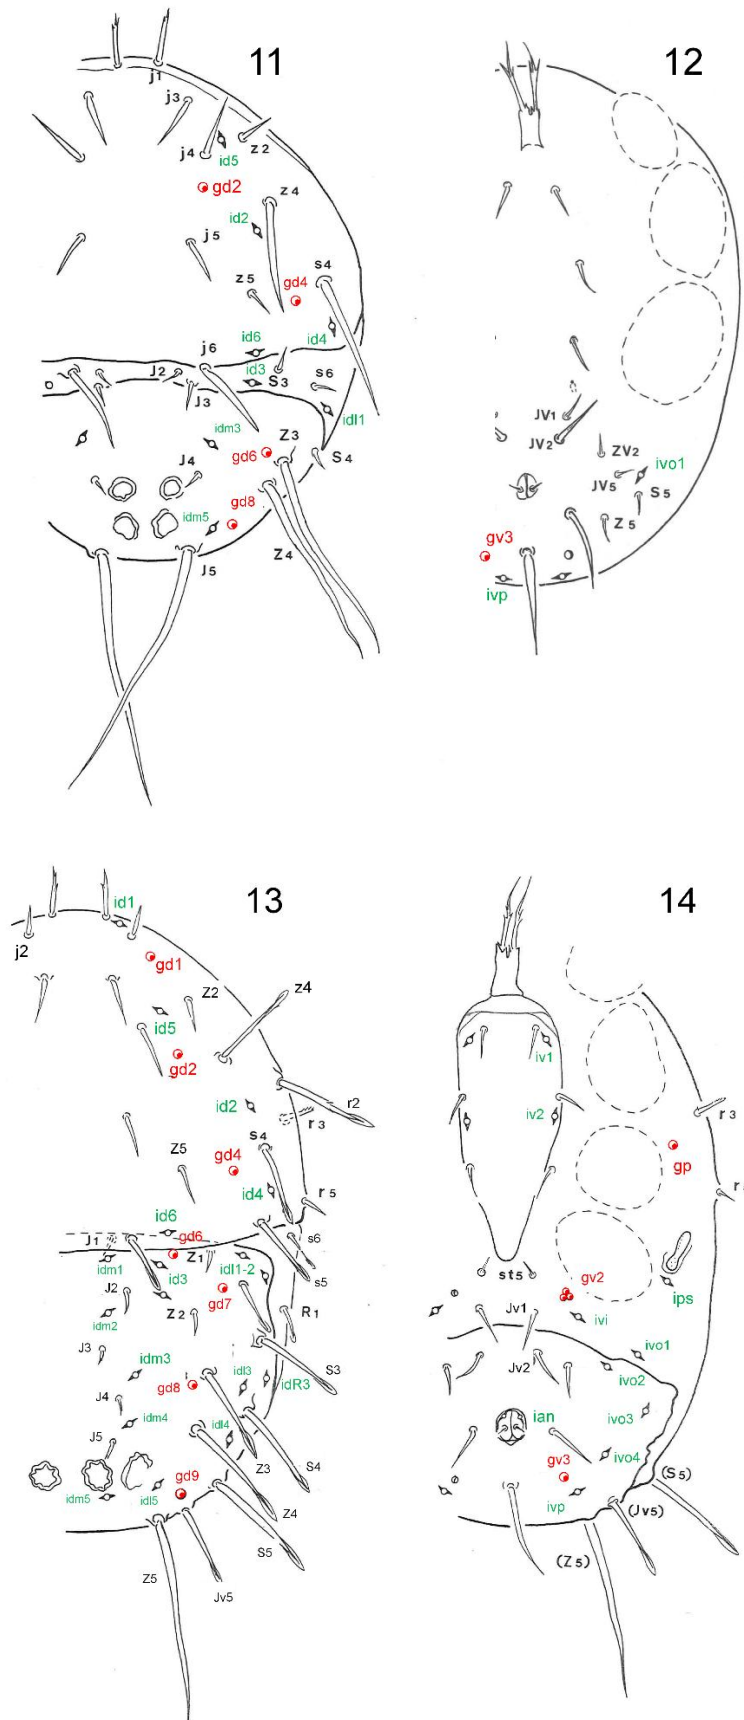 11
12
j1
j3
j4
id5
z2
gd2
z4
id2
j5
s4
z5
gd4
id6
id4
j6
J2
id3
S3
s6
J3
idl1
idm3
gd6
Z3
S4
J4
idm5
gd8
J5
Z4
JV1
JV2
ZV2
ivo1
JV5
S5
Z5
gv3
ivp
13
14
id1
j2
gd1
Z2
z4
id5
gd2
id2
r2
r3
s4
Z5
gd4
id4
r5
id6
J1
gd6
s6
idm1
id3
Z1
idl1-2
s5
J2
gd7
idm2
Z2
R1
J3
idm3
idl3
S3
gd8
idR3
J4
idm4
idl4
J5
Z3
S4
gd9
idm5
idl5
Z4
S5
Z5
Jv5
iv1
iv2
r3
gp
r
st5
gv2
Jv1
ivi
ips
Jv2
ivo1
ivo2
ian
ivo3
gv3
ivo4
ivp
(S5)
(Jv5)
(Z5)